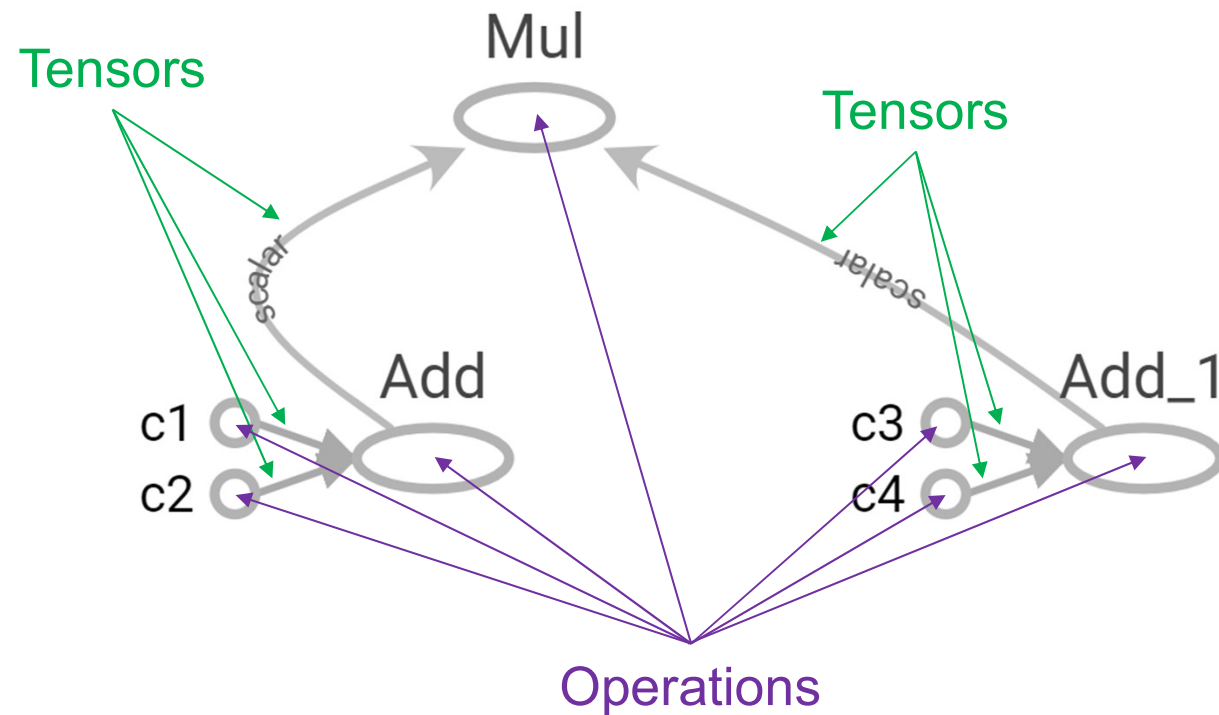 Mul
Tensors
Tensors
scalar
scalar
Add
Add_1
c1
c3
c2
c4
Operations